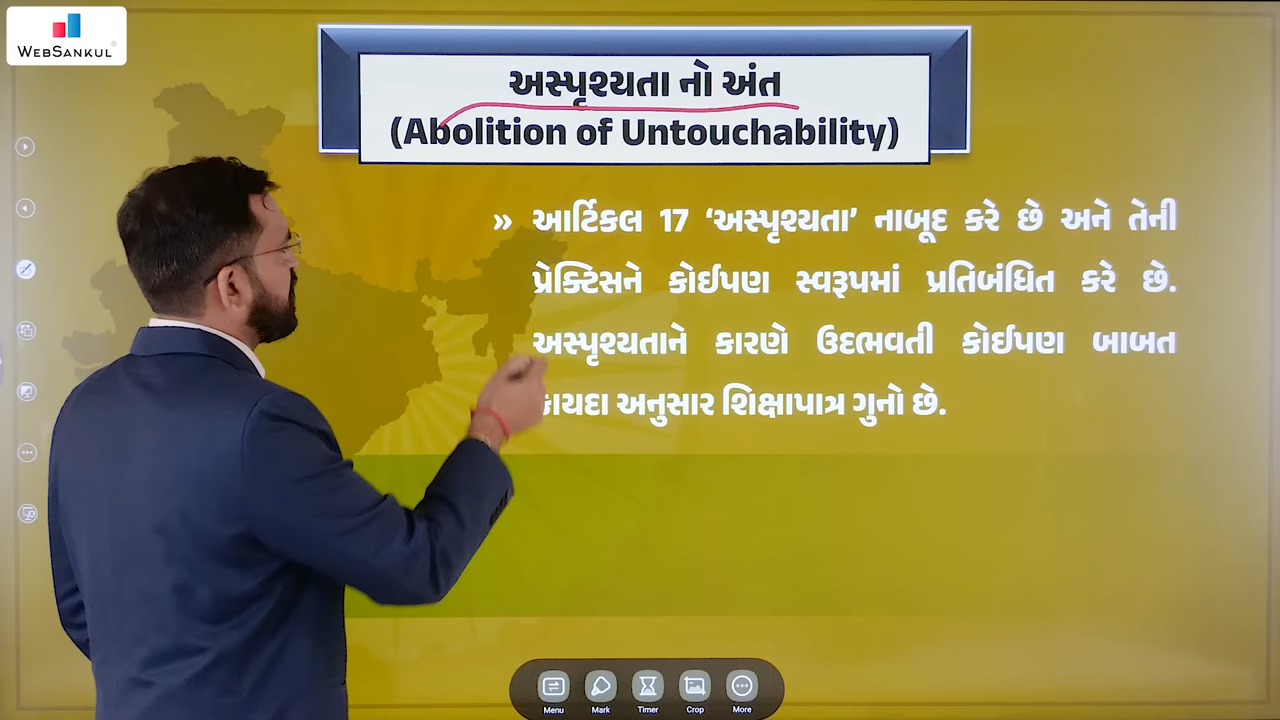 WEBSANKUL
અસ્પૃશ્યતા નો અંત
(Abolition of Untouchability)
» આર્ટિકલ 17 ‘અસ્પૃશ્યતા’ નાબૂદ કરે છે અને તેની
પ્રેક્ટિસને કોઈપણ સ્વરૂપમાં પ્રતિબંધિત કરે છે.
અસ્પૃશ્યતાને કારણે ઉદભવતી કોઈપણ બાબત
કાયદા અનુસાર શિક્ષાપાત્ર ગુનો છે.
Menu Mark Timer Crop More